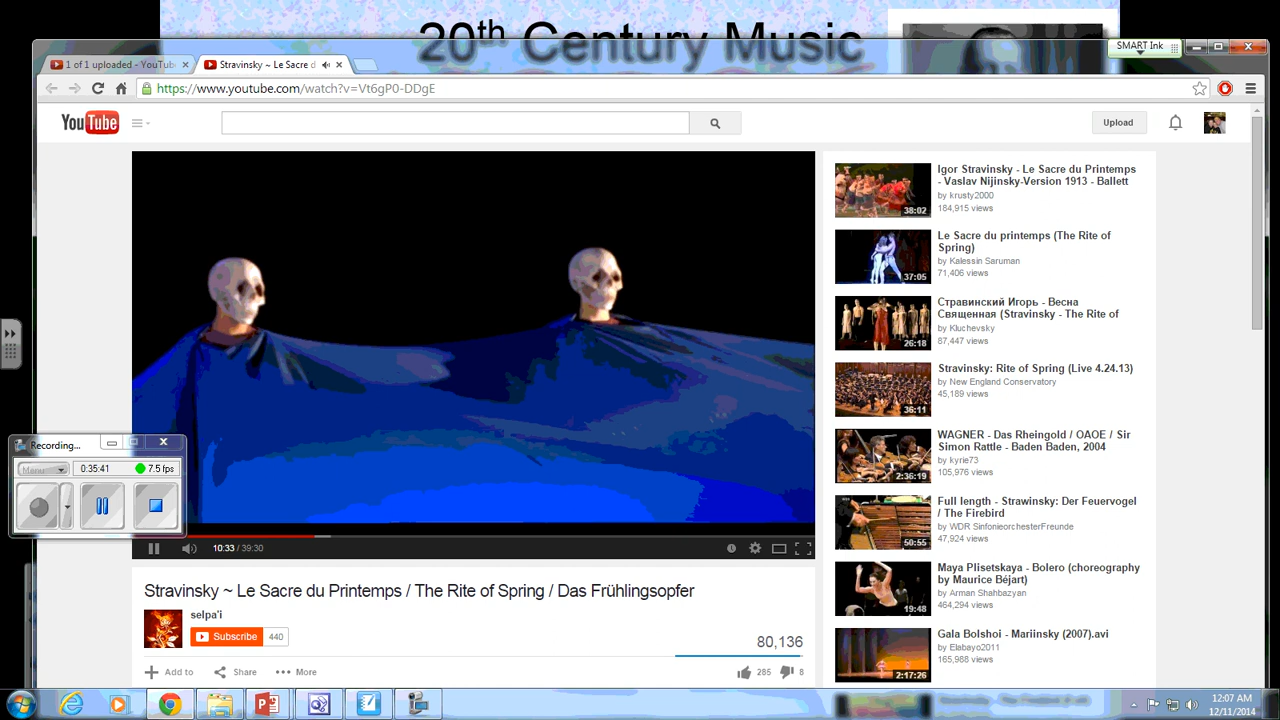 20th Century Music
SMART Ink
1 of 1 uploaded - YouTub
Stravinsky ~ Le Sacre d
https://www.youtube.com/watch?v=Vt6gP0-DDgE
YouTube
Upload
Igor Stravinsky - Le Sacre du Printemps
- Vaslav Nijinsky-Version 1913 - Ballett
by krusty2000
184,915 views
38:02
Le Sacre du printemps (The Rite of
Spring)
by Kalessin Saruman
71,406 views
37:05
Стравинский Игорь - Весна
Священная (Stravinsky - The Rite of
by Kluchevsky
87,447 views
26:18
Stravinsky: Rite of Spring (Live 4.24.13)
by New England Conservatory
45,189 views
36:11
WAGNER - Das Rheingold / OAOE / Sir
Simon Rattle - Baden Baden, 2004
by kyrie73
105,976 views
2:36:19
Full length - Strawinsky: Der Feuervogel
/ The Firebird
by WDR SinfonieorchesterFreunde
47,924 views
50:55
Maya Plisetskaya - Bolero (choreography
by Maurice Béjart)
by Arman Shahbazyan
464,294 views
19:48
Gala Bolshoi - Mariinsky (2007).avi
by Elabayo2011
165,988 views
2:17:26
Recording...
Menu
0:35:41
7.5 fps
10:33 / 39:30
Stravinsky ~ Le Sacre du Printemps / The Rite of Spring / Das Frühlingsopfer
selpa'i
Subscribe 440
80,136
Add to Share More
285 8
12:07 AM
12/11/2014